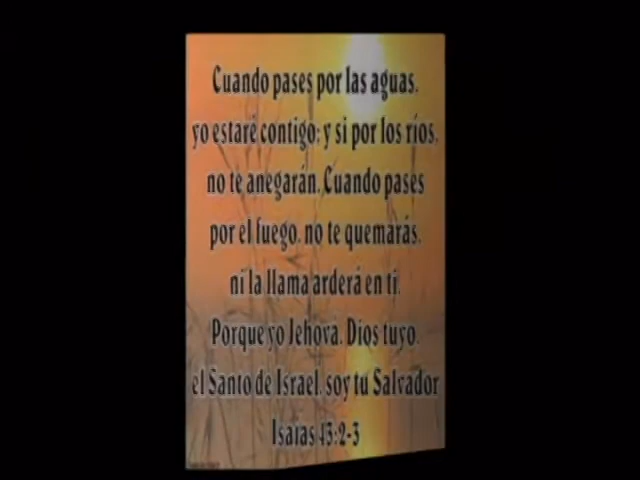 Cuando pases por las aguas,
yo estaré contigo; y si por los ríos,
no te anegarán. Cuando pases
por el fuego, no te quemarás,
ni la llama arderá en ti.
Porque yo Jehová, Dios tuyo,
el Santo de Israel, soy tu Salvador
Isaías 43:2-3